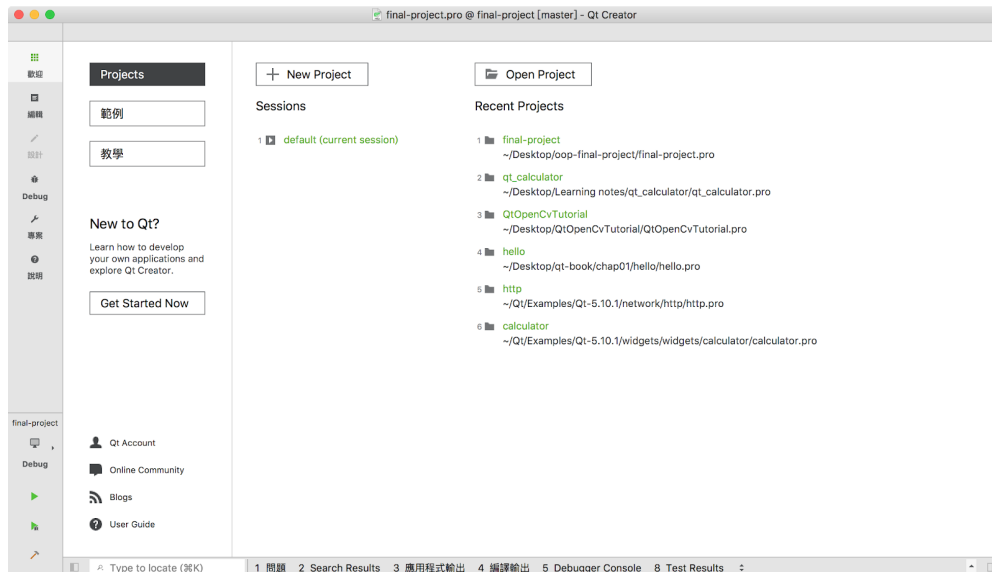 final-project.pro @ final-project [master] - Qt Creator
歡迎
編輯
設計
Debug
專案
說明
final-project
Debug
Projects
範例
教學
New to Qt?
Learn how to develop
your own applications and
explore Qt Creator.
Get Started Now
Qt Account
Online Community
Blogs
User Guide
New Project
Sessions
1 default (current session)
Open Project
Recent Projects
1 final-project
~/Desktop/oop-final-project/final-project.pro
2 qt_calculator
~/Desktop/Learning notes/qt_calculator/qt_calculator.pro
3 QtOpenCvTutorial
~/Desktop/QtOpenCvTutorial/QtOpenCvTutorial.pro
4 hello
~/Desktop/qt-book/chap01/hello/hello.pro
5 http
~/Qt/Examples/Qt-5.10.1/network/http/http.pro
6 calculator
~/Qt/Examples/Qt-5.10.1/widgets/widgets/calculator/calculator.pro
Type to locate (⌘K)
1 問題 2 Search Results 3 應用程式輸出 4 編譯輸出 5 Debugger Console 8 Test Results